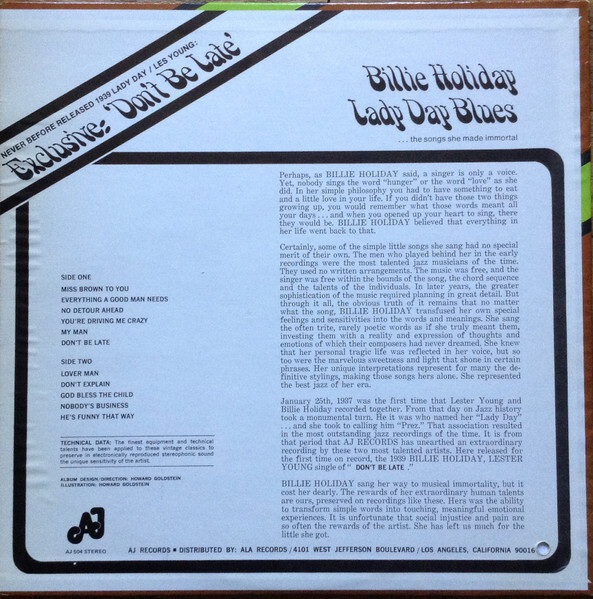 NEVER BEFORE RELEASED 1939 LADY DAY / LES YOUNG:
Exclusive: 'Don't Be Late'
Billie Holiday
Lady Day Blues
... the songs she made immortal
Perhaps, as BILLIE HOLIDAY said, a singer is only a voice.
Yet, nobody sings the word "hunger" or the word "love" as she
did. In her simple philosophy you had to have something to eat
and a little love in your life. If you didn't have those two things
growing up, you would remember what those words meant all
your days . . . and when you opened up your heart to sing, there
they would be. BILLIE HOLIDAY believed that everything in
her life went back to that.
Certainly, some of the simple little songs she sang had no special
merit of their own. The men who played behind her in the early
recordings were the most talented jazz musicians of the time.
They used no written arrangements. The music was free, and the
singer was free within the bounds of the song, the chord sequence
and the talents of the individuals. In later years, the greater
sophistication of the music required planning in great detail. But
through it all, the obvious truth of it remains that no matter
what the song, BILLIE HOLIDAY transfused her own special
feelings and sensitivities into the words and meanings. She sang
the often trite, rarely poetic words as if she truly meant them,
investing them with a reality and expression of thoughts and
emotions of which their composers had never dreamed. She knew
that her personal tragic life was reflected in her voice, but so
too were the marvelous sweetness and light that shone in certain
phrases. Her unique interpretations represent for many the de-
finitive stylings, making those songs hers alone. She represented
the best jazz of her era.
January 25th, 1937 was the first time that Lester Young and
Billie Holiday recorded together. From that day on Jazz history
took a monumental turn. He it was who named her "Lady Day"
. . . and she took to calling him "Prez." That association resulted
in the most outstanding jazz recordings of the time. It is from
that period that AJ RECORDS has unearthed an extraordinary
recording by these two most talented artists. Here released for
the first time on record, the 1939 BILLIE HOLIDAY, LESTER
YOUNG single of " DON'T BE LATE ."
BILLIE HOLIDAY sang her way to musical immortality, but it
cost her dearly. The rewards of her extraordinary human talents
are ours, preserved on recordings like these. Hers was the ability
to transform simple words into touching, meaningful emotional
experiences. It is unfortunate that social injustice and pain are
so often the rewards of the artist. She has left us much for the
little she got.
SIDE ONE
MISS BROWN TO YOU
EVERYTHING A GOOD MAN NEEDS
NO DETOUR AHEAD
YOU'RE DRIVING ME CRAZY
MY MAN
DON'T BE LATE
SIDE TWO
LOVER MAN
DON'T EXPLAIN
GOD BLESS THE CHILD
NOBODY'S BUSINESS
HE'S FUNNY THAT WAY
TECHNICAL DATA: The finest equipment and technical
talents have been applied to these vintage classics to
preserve in electronically reproduced stereophonic sound
the unique sensitivity of the artist.
ALBUM DESIGN/DIRECTION: HOWARD GOLDSTEIN
ILLUSTRATION: HOWARD GOLDSTEIN
AJ
AJ 506 STEREO
AJ RECORDS • DISTRIBUTED BY: ALA RECORDS / 4101 WEST JEFFERSON BOULEVARD / LOS ANGELES, CALIFORNIA 90016